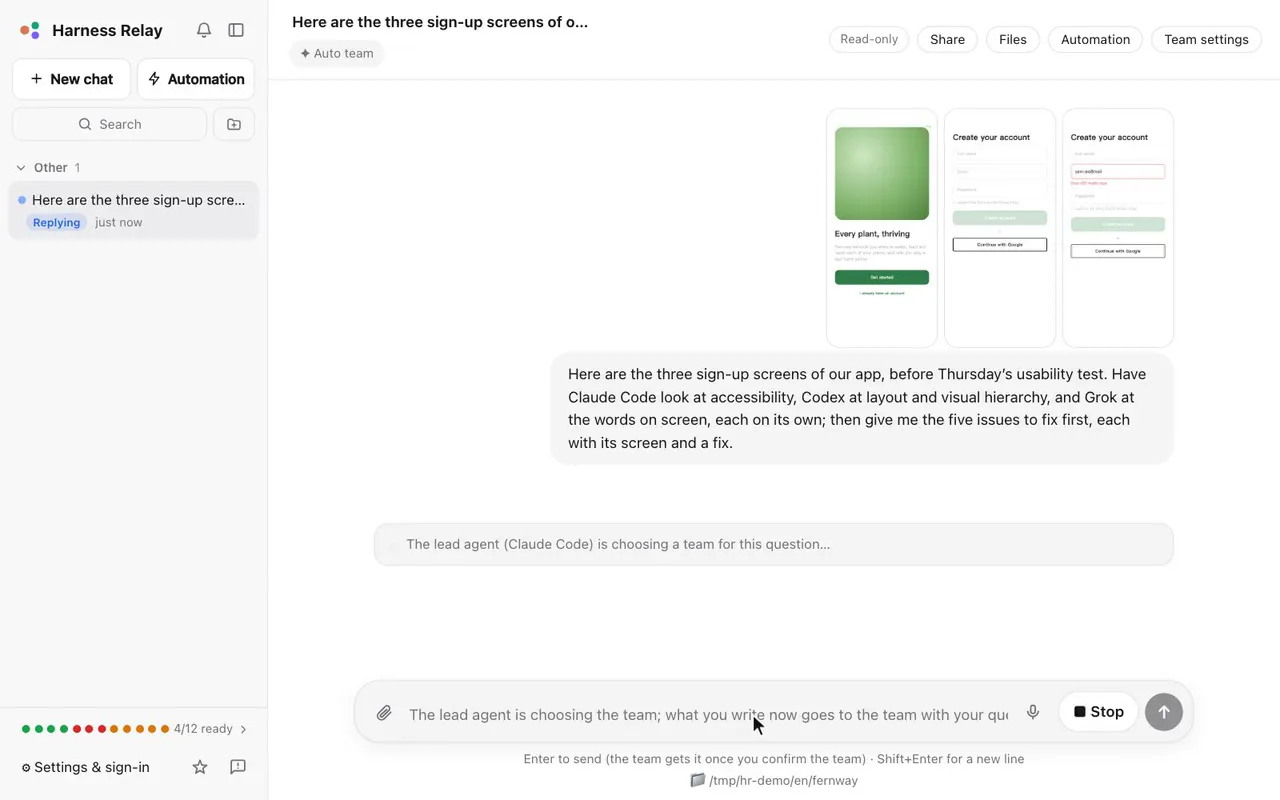 Harness Relay
+ New chat
Automation
Search
Other 1
Here are the three sign-up scre...
Replying just now
4/12 ready
Settings & sign-in
Here are the three sign-up screens of o...
Auto team
Read-only
Share
Files
Automation
Team settings
Every plant, thriving
Get started
I already have an account
Create your account
Full name
Email
Password
Continue with Google
Create your account
Continue with Google
Here are the three sign-up screens of our app, before Thursday’s usability test. Have
Claude Code look at accessibility, Codex at layout and visual hierarchy, and Grok at
the words on screen, each on its own; then give me the five issues to fix first, each
with its screen and a fix.
The lead agent (Claude Code) is choosing a team for this question...
The lead agent is choosing the team; what you write now goes to the team with your que
Stop
Enter to send (the team gets it once you confirm the team) · Shift+Enter for a new line
/tmp/hr-demo/en/fernway